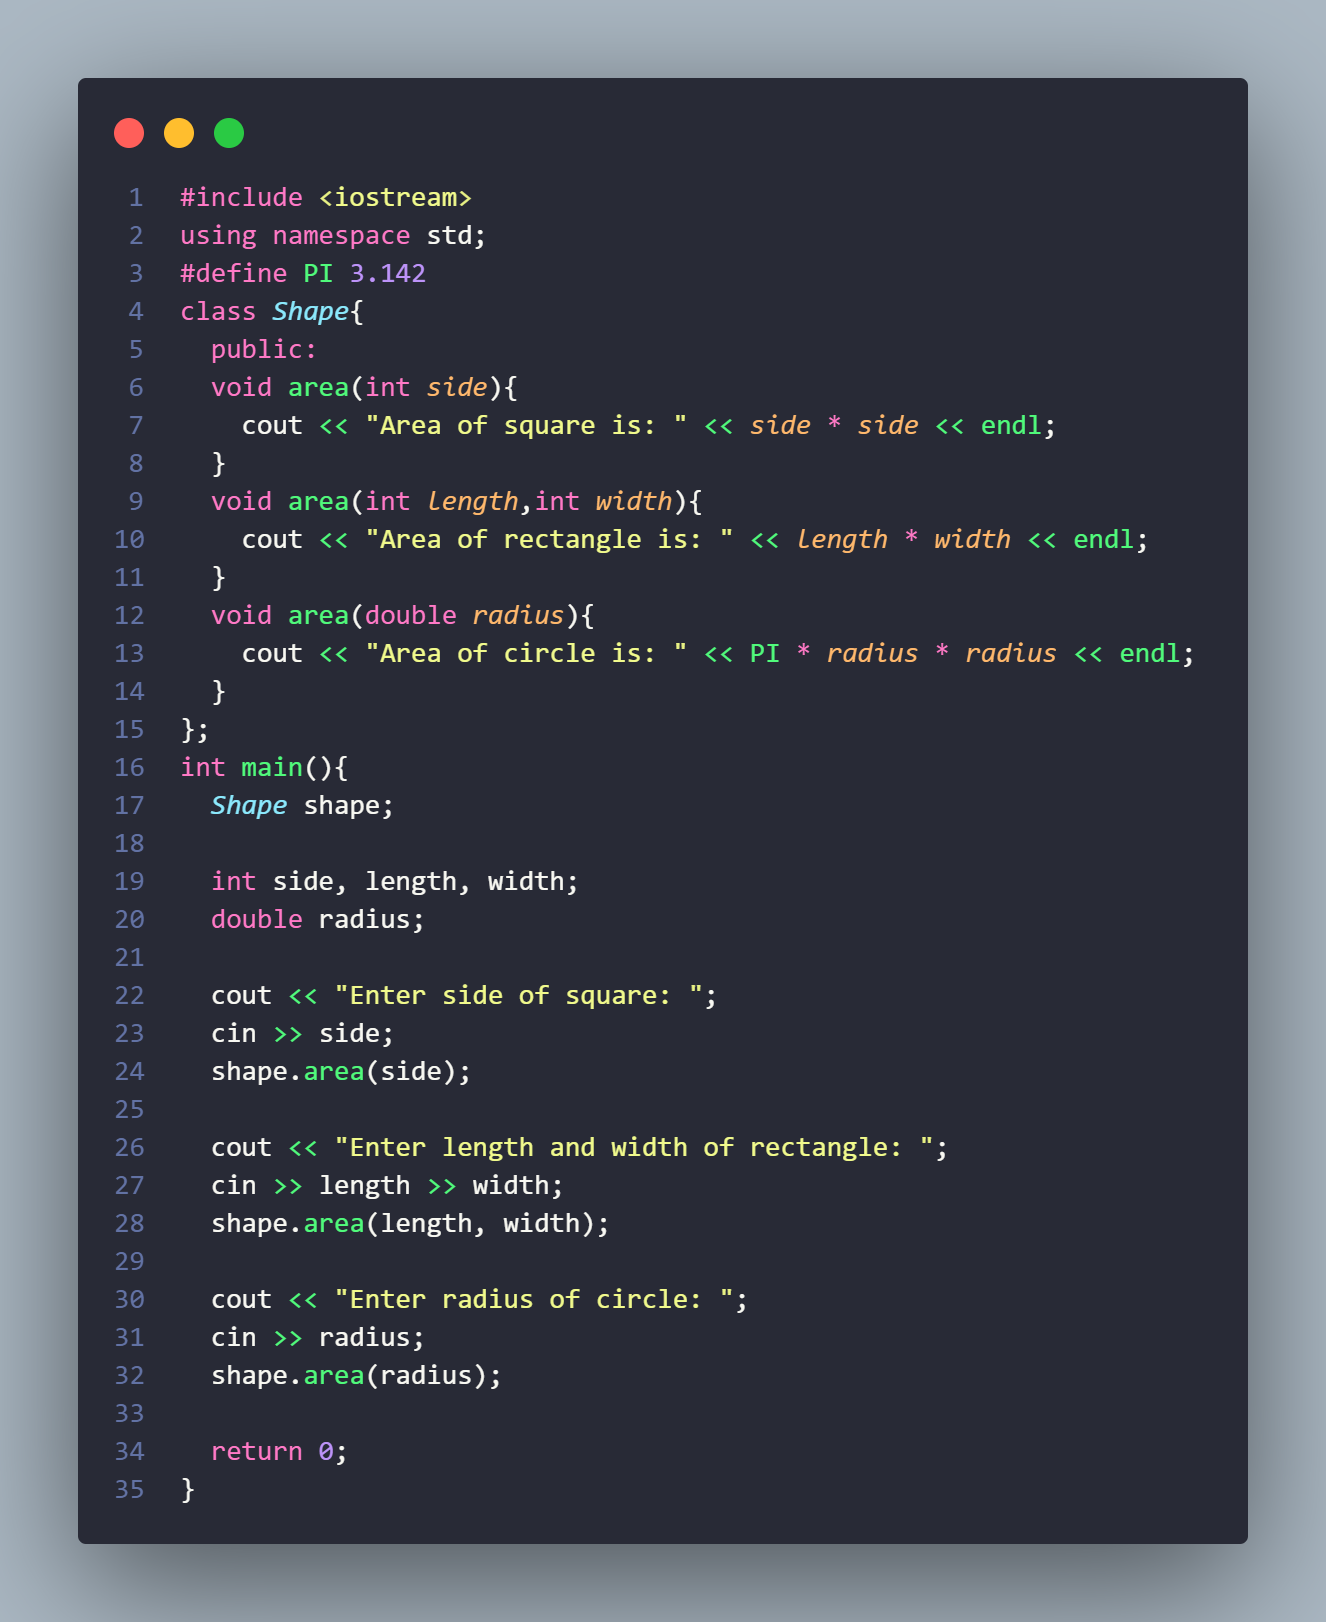 1 #include <iostream>
2 using namespace std;
3 #define PI 3.142
4 class Shape{
5   public:
6   void area(int side){
7     cout << "Area of square is: " << side * side << endl;
8   }
9   void area(int length,int width){
10     cout << "Area of rectangle is: " << length * width << endl;
11   }
12   void area(double radius){
13     cout << "Area of circle is: " << PI * radius * radius << endl;
14   }
15 };
16 int main(){
17   Shape shape;
18
19   int side, length, width;
20   double radius;
21
22   cout << "Enter side of square: ";
23   cin >> side;
24   shape.area(side);
25
26   cout << "Enter length and width of rectangle: ";
27   cin >> length >> width;
28   shape.area(length, width);
29
30   cout << "Enter radius of circle: ";
31   cin >> radius;
32   shape.area(radius);
33
34   return 0;
35 }